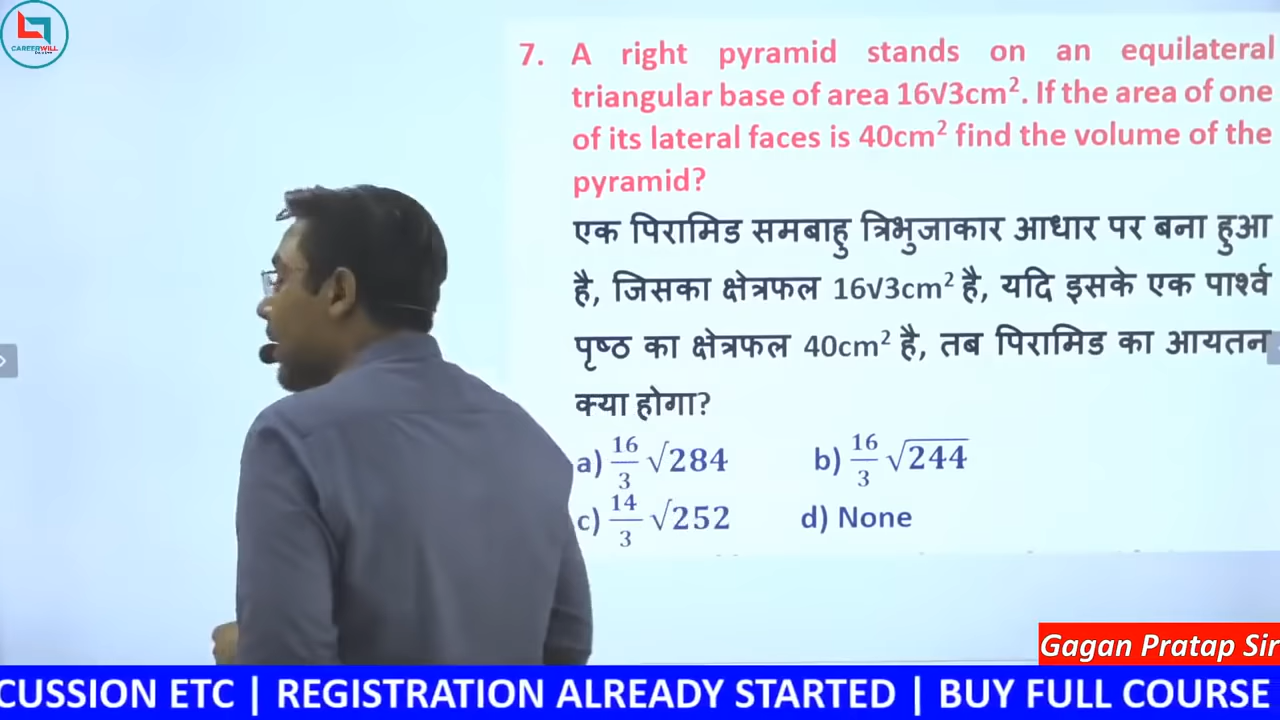 CAREERWILL
7. A right pyramid stands on an equilateral
triangular base of area 16√3cm². If the area of one
of its lateral faces is 40cm² find the volume of the
pyramid?
एक पिरामिड समबाहु त्रिभुजाकार आधार पर बना हुआ
है, जिसका क्षेत्रफल 16√3cm² है, यदि इसके एक पार्श्व
पृष्ठ का क्षेत्रफल 40cm² है, तब पिरामिड का आयतन
क्या होगा?
a) 16/3 √284 b) 16/3 √244
c) 14/3 √252 d) None
Gagan Pratap Sir
CUSSION ETC | REGISTRATION ALREADY STARTED | BUY FULL COURSE